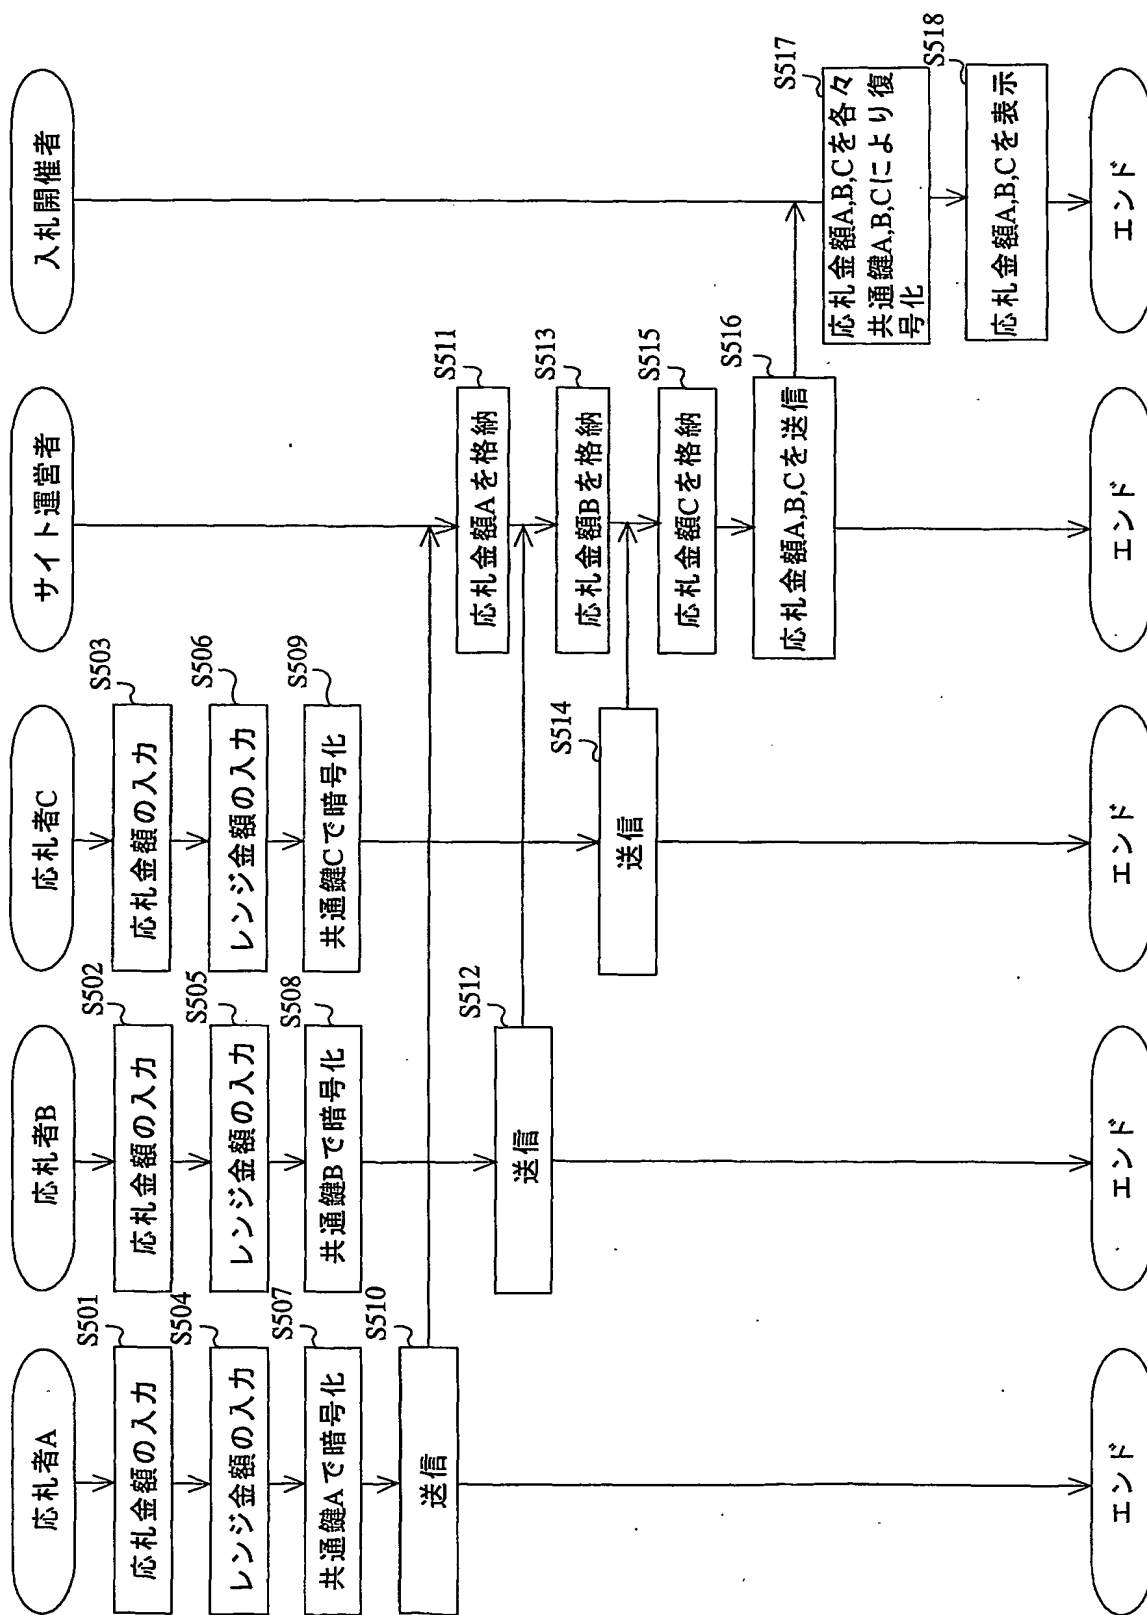 応札者A
応札者B
応札者C
サイト運営者
入札開催者
S501
応札金額の入力
S502
応札金額の入力
S503
応札金額の入力
S504
レンジ金額の入力
S505
レンジ金額の入力
S506
レンジ金額の入力
S507
共通鍵Aで暗号化
S508
共通鍵Bで暗号化
S509
共通鍵Cで暗号化
S510
送信
S511
応札金額Aを格納
S512
送信
S513
応札金額Bを格納
S514
送信
S515
応札金額Cを格納
S516
応札金額A,B,Cを送信
S517
応札金額A,B,Cを各々
共通鍵A,B,Cにより復
号化
S518
応札金額A,B,Cを表示
エンド
エンド
エンド
エンド
エンド